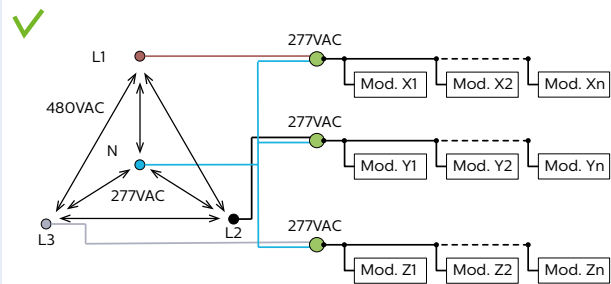 277VAC
L1
480VAC
Mod. X1
Mod. X2
Mod. Xn
277VAC
N
Mod. Y1
Mod. Y2
Mod. Yn
277VAC
277VAC
L2
L3
Mod. Z1
Mod. Z2
Mod. Zn